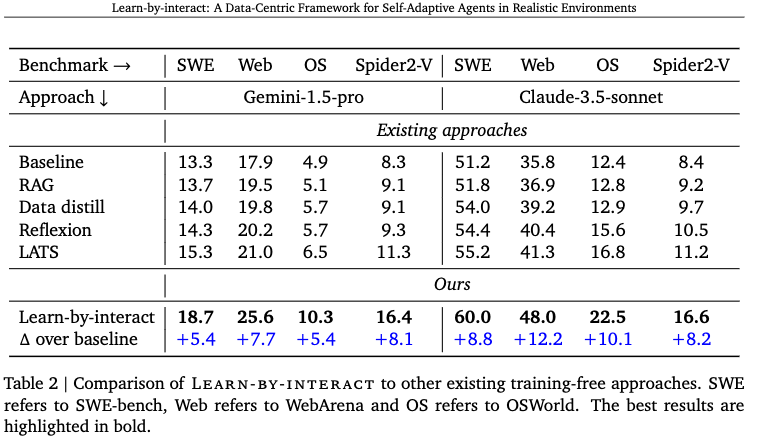 Learn-by-interact: A Data-Centric Framework for Self-Adaptive Agents in Realistic Environments
Benchmark → SWE Web OS Spider2-V SWE Web OS Spider2-V
Approach ↓ Gemini-1.5-pro Claude-3.5-sonnet
Existing approaches
Baseline 13.3 17.9 4.9 8.3 51.2 35.8 12.4 8.4
RAG 13.7 19.5 5.1 9.1 51.8 36.9 12.8 9.2
Data distill 14.0 19.8 5.7 9.1 54.0 39.2 12.9 9.7
Reflexion 14.3 20.2 5.7 9.3 54.4 40.4 15.6 10.5
LATS 15.3 21.0 6.5 11.3 55.2 41.3 16.8 11.2
Ours
Learn-by-interact 18.7 25.6 10.3 16.4 60.0 48.0 22.5 16.6
Δ over baseline +5.4 +7.7 +5.4 +8.1 +8.8 +12.2 +10.1 +8.2
Table 2 | Comparison of LEARN-BY-INTERACT to other existing training-free approaches. SWE
refers to SWE-bench, Web refers to WebArena and OS refers to OSWorld. The best results are
highlighted in bold.